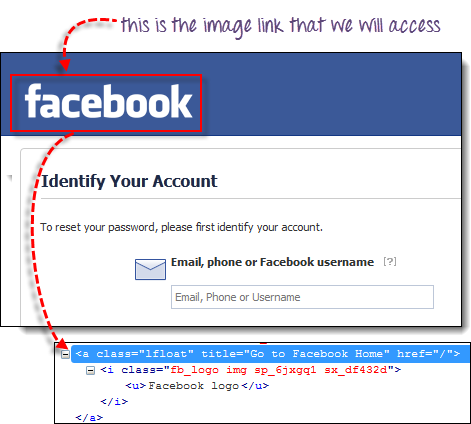 this is the image link that we will access
facebook
Identify Your Account
To reset your password, please first identify your account.
Email, phone or Facebook username [?]
Email, Phone or Username
<a class="lfloat" title="Go to Facebook Home" href="/">
<i class="fb_logo img sp_6jxgq1 sx_df432d">
<u>Facebook logo</u>
</i>
</a>